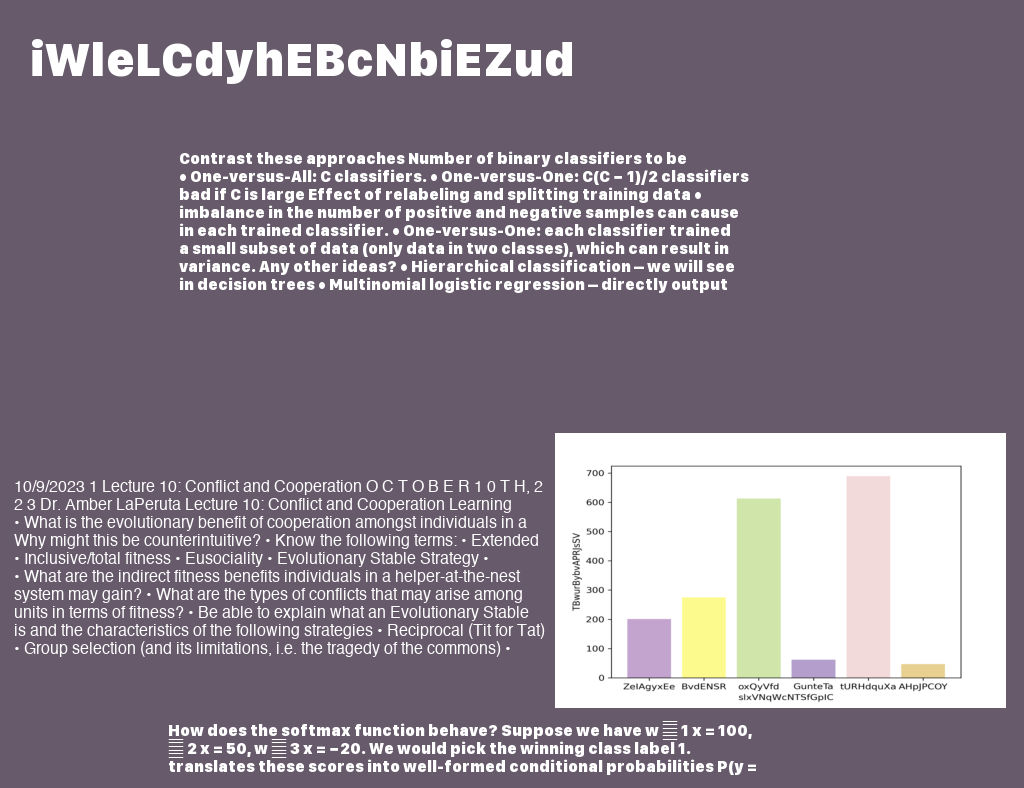 iWleLCdyhEBcNbiEZud
Contrast these approaches Number of binary classifiers to be
• One-versus-All: C classifiers. • One-versus-One: C(C − 1)/2 classifiers
bad if C is large Effect of relabeling and splitting training data •
imbalance in the number of positive and negative samples can cause
in each trained classifier. • One-versus-One: each classifier trained
a small subset of data (only data in two classes), which can result in
variance. Any other ideas? • Hierarchical classification – we will see
in decision trees • Multinomial logistic regression – directly output
10/9/2023 1 Lecture 10: Conflict and Cooperation O C T O B E R 1 0 T H, 2
2 3 Dr. Amber LaPeruta Lecture 10: Conflict and Cooperation Learning
• What is the evolutionary benefit of cooperation amongst individuals in a
Why might this be counterintuitive? • Know the following terms: • Extended
• Inclusive/total fitness • Eusociality • Evolutionary Stable Strategy •
• What are the indirect fitness benefits individuals in a helper-at-the-nest
system may gain? • What are the types of conflicts that may arise among
units in terms of fitness? • Be able to explain what an Evolutionary Stable
is and the characteristics of the following strategies • Reciprocal (Tit for Tat)
• Group selection (and its limitations, i.e. the tragedy of the commons) •
TBwurBybvAPRJsSV
700
600
500
400
300
200
100
0
ZeIAgyxEe BvdENSR oxQyVfd GunteTa tURHdquXa AHpJPCOY
sIxVNqWcNTSfGpIC
How does the softmax function behave? Suppose we have w 1 x = 100,
2 x = 50, w 3 x = −20. We would pick the winning class label 1.
translates these scores into well-formed conditional probabilities P(y =